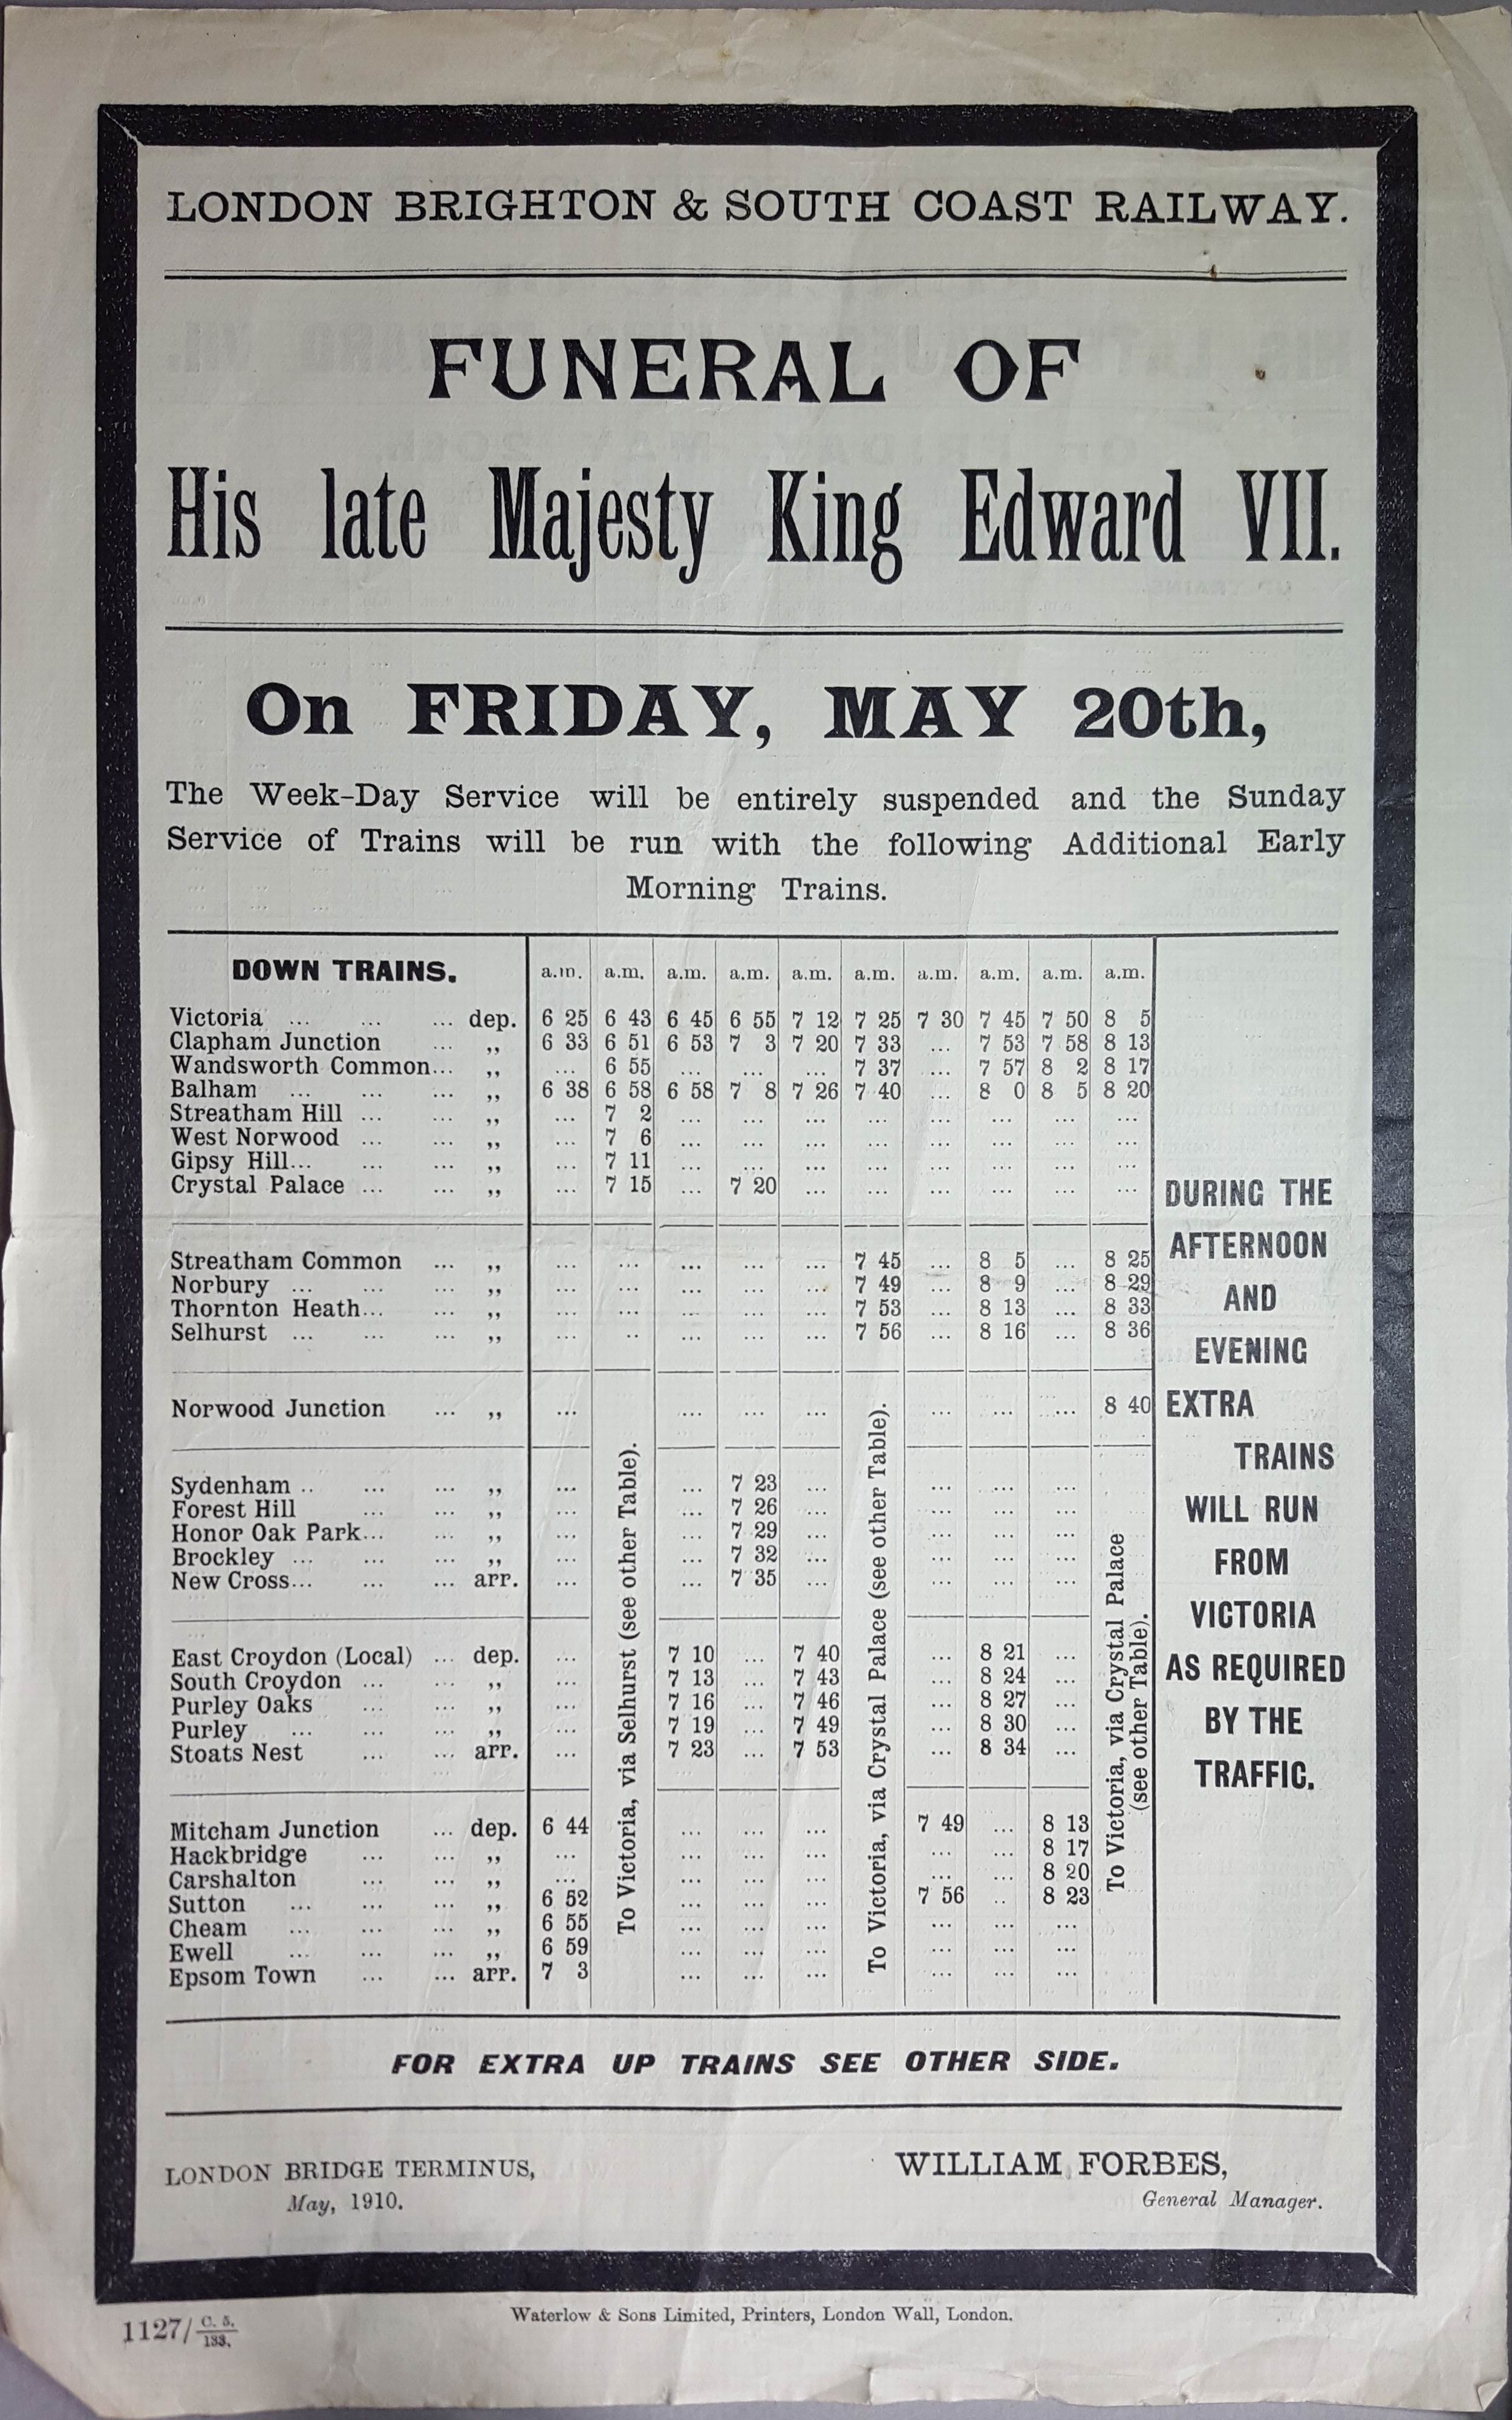 LONDON BRIGHTON & SOUTH COAST RAILWAY.
FUNERAL OF
His late Majesty King Edward VII.
On FRIDAY, MAY 20th,
The Week-Day Service will be entirely suspended and the Sunday
Service of Trains will be run with the following Additional Early
Morning Trains.
DOWN TRAINS. a.m. a.m. a.m. a.m. a.m. a.m. a.m. a.m. a.m. a.m.
Victoria ... ... ... dep. 6 25 6 43 6 45 6 55 7 12 7 25 7 30 7 45 7 50 8 5
Clapham Junction ... ,, 6 33 6 51 6 53 7 3 7 20 7 33 ... 7 53 7 58 8 13
Wandsworth Common... ,, ... 6 55 ... ... ... 7 37 ... 7 57 8 2 8 17
Balham ... ... ... ,, 6 38 6 58 6 58 7 8 7 26 7 40 ... 8 0 8 5 8 20
Streatham Hill ... ... ,, ... 7 2 ... ... ... ... ... ... ... ...
West Norwood ... ... ,, ... 7 6 ... ... ... ... ... ... ... ...
Gipsy Hill... ... ... ,, ... 7 11 ... ... ... ... ... ... ... ...
Crystal Palace ... ... ,, ... 7 15 ... 7 20 ... ... ... ... ... ...
Streatham Common ... ,, ... ... ... ... ... 7 45 ... 8 5 ... 8 25
Norbury ... ... ... ,, ... ... ... ... ... 7 49 ... 8 9 ... 8 29
Thornton Heath... ... ,, ... ... ... ... ... 7 53 ... 8 13 ... 8 33
Selhurst ... ... ... ,, ... .. ... ... ... 7 56 ... 8 16 ... 8 36
Norwood Junction ... ,, ... ... ... ... ... ... ... 8 40
Sydenham .. ... ... ,, ... ... 7 23 ... ... ... ...
Forest Hill ... ... ,, ... ... 7 26 ... ... ... ...
Honor Oak Park... ... ,, ... ... 7 29 ... ... ... ...
Brockley ... ... ... ,, ... ... 7 32 ... ... ... ...
New Cross... ... ... arr. ... ... 7 35 ... ... ... ...
East Croydon (Local) ... dep. ... 7 10 ... 7 40 ... 8 21 ...
South Croydon ... ... ,, ... 7 13 ... 7 43 ... 8 24 ...
Purley Oaks ... ... ,, ... 7 16 ... 7 46 ... 8 27 ...
Purley ... ... ... ,, ... 7 19 ... 7 49 ... 8 30 ...
Stoats Nest ... ... arr. ... 7 23 ... 7 53 ... 8 34 ...
Mitcham Junction ... dep. 6 44 ... ... ... 7 49 ... 8 13
Hackbridge ... ... ,, ... ... ... ... ... ... 8 17
Carshalton ... ... ,, ... ... ... ... ... ... 8 20
Sutton ... ... ... ,, 6 52 ... ... ... 7 56 .. 8 23
Cheam ... ... ... ,, 6 55 ... ... ... ... ... ...
Ewell ... ... ... ,, 6 59 ... ... ... ... ... ...
Epsom Town ... ... arr. 7 3 ... ... ... ... ... ...
To Victoria, via Selhurst (see other Table).
To Victoria, via Crystal Palace (see other Table).
To Victoria, via Crystal Palace
(see other Table).
DURING THE
AFTERNOON
AND
EVENING
EXTRA
TRAINS
WILL RUN
FROM
VICTORIA
AS REQUIRED
BY THE
TRAFFIC.
FOR EXTRA UP TRAINS SEE OTHER SIDE.
LONDON BRIDGE TERMINUS,
May, 1910.
WILLIAM FORBES,
General Manager.
1127/ C. 5. / 133.
Waterlow & Sons Limited, Printers, London Wall, London.